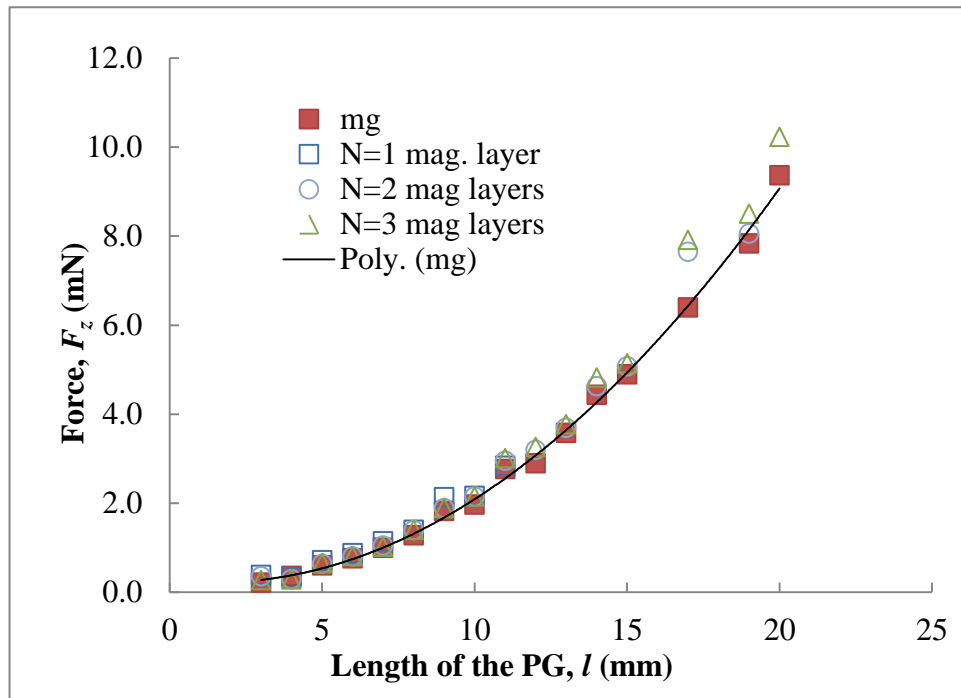 12.0
10.0
8.0
6.0
4.0
2.0
0.0
Force, F_z (mN)
mg
N=1 mag. layer
N=2 mag layers
N=3 mag layers
Poly. (mg)
0 5 10 15 20 25
Length of the PG, l (mm)